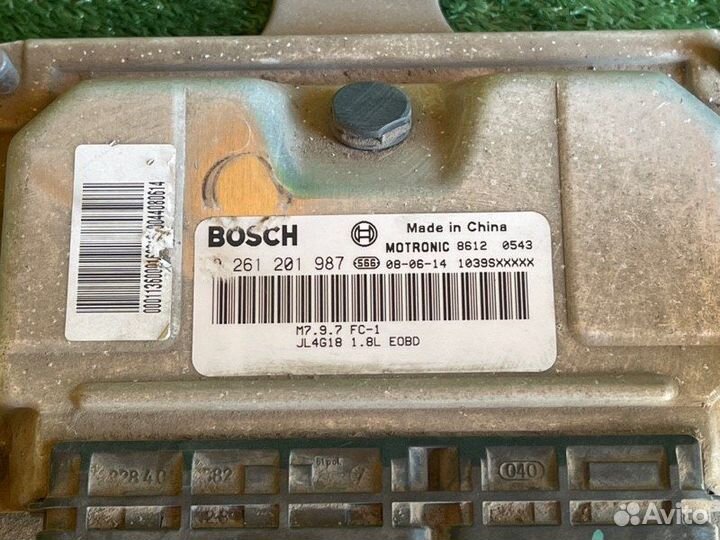 BOSCH
Made in China
MOTRONIC 8612 0543
261 201 987 SGG 08-06-14 1039SXXXXX
M7.9.7 FC-1
JL4G18 1.8L EOBD
040
Avito